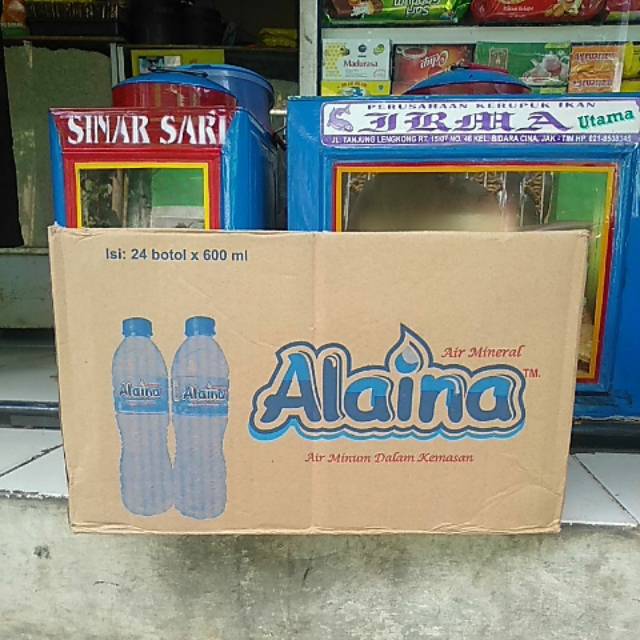 Madurasa
SINAR SARI
PERUSAHAAN KERUPUK IKAN
IRMA Utama
Isi: 24 botol x 600 ml
Air Mineral
Alaina
Alaina
Alaina TM.
Air Minum Dalam Kemasan